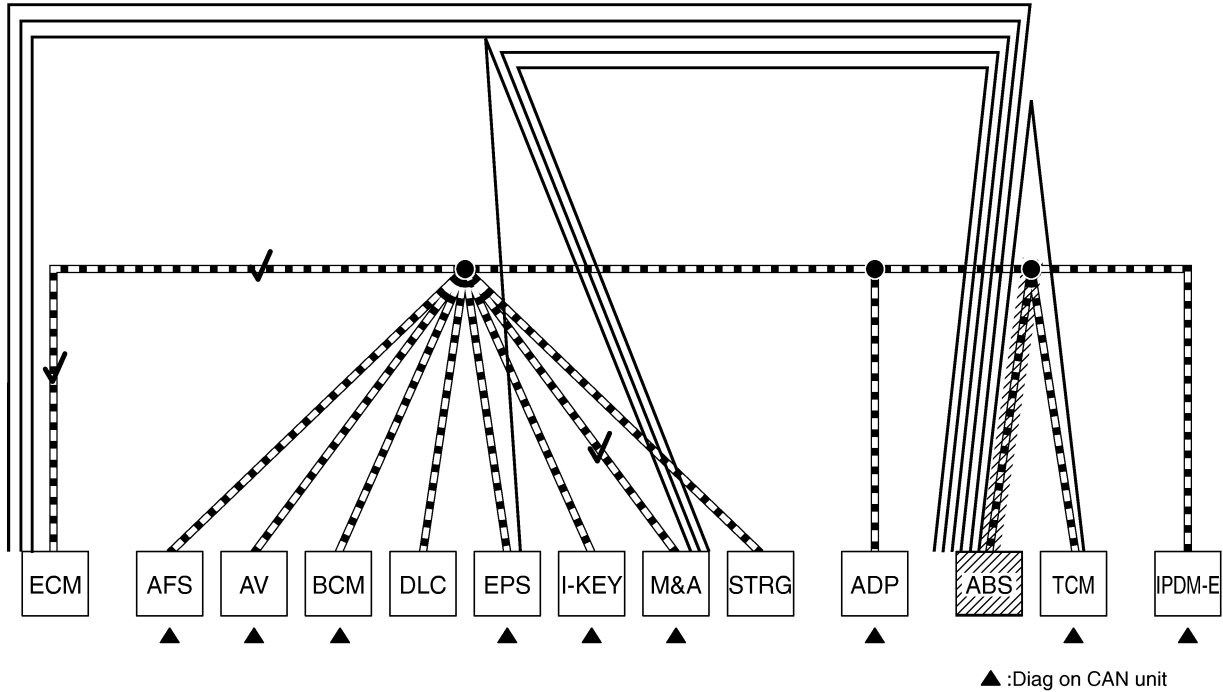 ECM AFS AV BCM DLC EPS I-KEY M&A STRG ADP ABS TCM IPDM-E
▲ :Diag on CAN unit